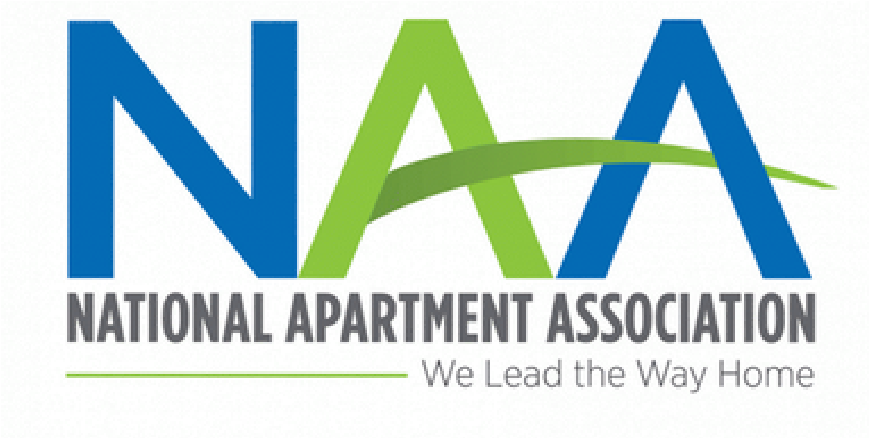 NAA
NATIONAL APARTMENT ASSOCIATION
We Lead the Way Home